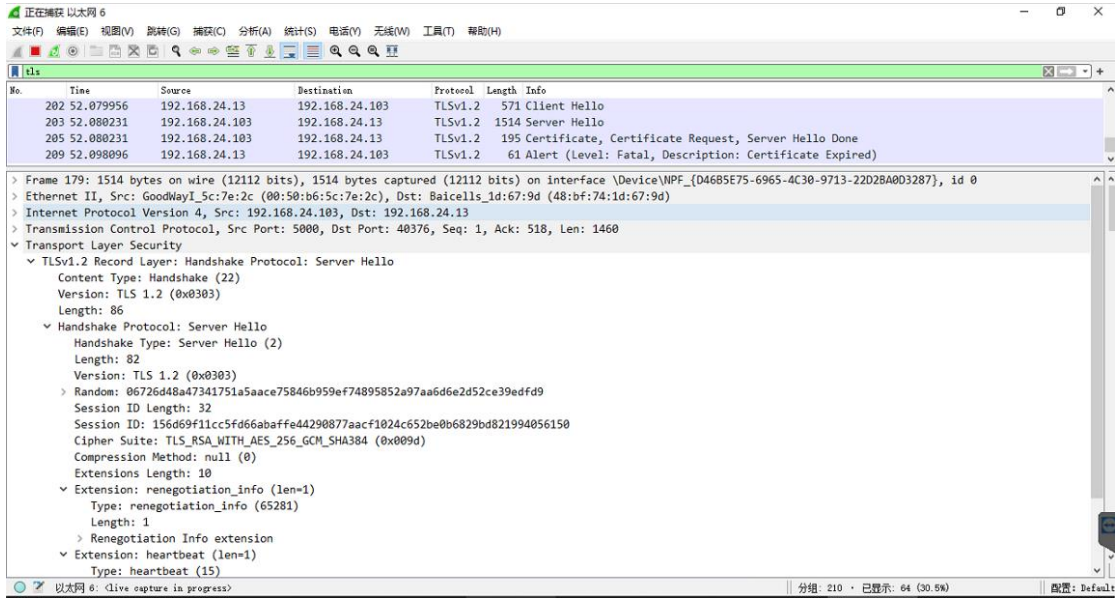 正在捕获 以太网 6
文件(F) 编辑(E) 视图(V) 跳转(G) 捕获(C) 分析(A) 统计(S) 电话(Y) 无线(W) 工具(T) 帮助(H)
tls
No. Time Source Destination Protocol Length Info
202 52.079956 192.168.24.13 192.168.24.103 TLSv1.2 571 Client Hello
203 52.080231 192.168.24.103 192.168.24.13 TLSv1.2 1514 Server Hello
205 52.080231 192.168.24.103 192.168.24.13 TLSv1.2 195 Certificate, Certificate Request, Server Hello Done
209 52.098096 192.168.24.13 192.168.24.103 TLSv1.2 61 Alert (Level: Fatal, Description: Certificate Expired)
Frame 179: 1514 bytes on wire (12112 bits), 1514 bytes captured (12112 bits) on interface \Device\NPF_{D46B5E75-6965-4C30-9713-22D2BA0D3287}, id 0
Ethernet II, Src: GoodWayI_5c:7e:2c (00:50:b6:5c:7e:2c), Dst: Baicells_1d:67:9d (48:bf:74:1d:67:9d)
Internet Protocol Version 4, Src: 192.168.24.103, Dst: 192.168.24.13
Transmission Control Protocol, Src Port: 5000, Dst Port: 40376, Seq: 1, Ack: 518, Len: 1460
Transport Layer Security
TLSv1.2 Record Layer: Handshake Protocol: Server Hello
Content Type: Handshake (22)
Version: TLS 1.2 (0x0303)
Length: 86
Handshake Protocol: Server Hello
Handshake Type: Server Hello (2)
Length: 82
Version: TLS 1.2 (0x0303)
Random: 06726d48a47341751a5aace75846b959ef74895852a97aa6d6e2d52ce39edfd9
Session ID Length: 32
Session ID: 156d69f11cc5fd66abaffe44290877aacf1024c652be0b6829bd821994056150
Cipher Suite: TLS_RSA_WITH_AES_256_GCM_SHA384 (0x009d)
Compression Method: null (0)
Extensions Length: 10
Extension: renegotiation_info (len=1)
Type: renegotiation_info (65281)
Length: 1
Renegotiation Info extension
Extension: heartbeat (len=1)
Type: heartbeat (15)
以太网 6: <live capture in progress> 分组: 210 · 已显示: 64 (30.5%) 配置: Default